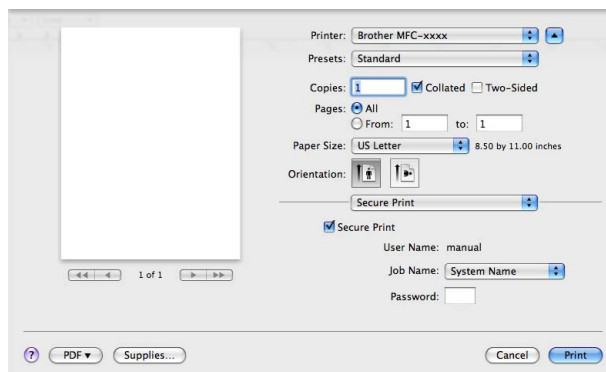 Printer: Brother MFC-xxxx
Presets: Standard
Copies: 1 Collated Two-Sided
Pages: All
From: 1 to: 1
Paper Size: US Letter 8.50 by 11.00 inches
Orientation:
Secure Print
Secure Print
User Name: manual
Job Name: System Name
Password:
1 of 1
? PDF Supplies... Cancel Print